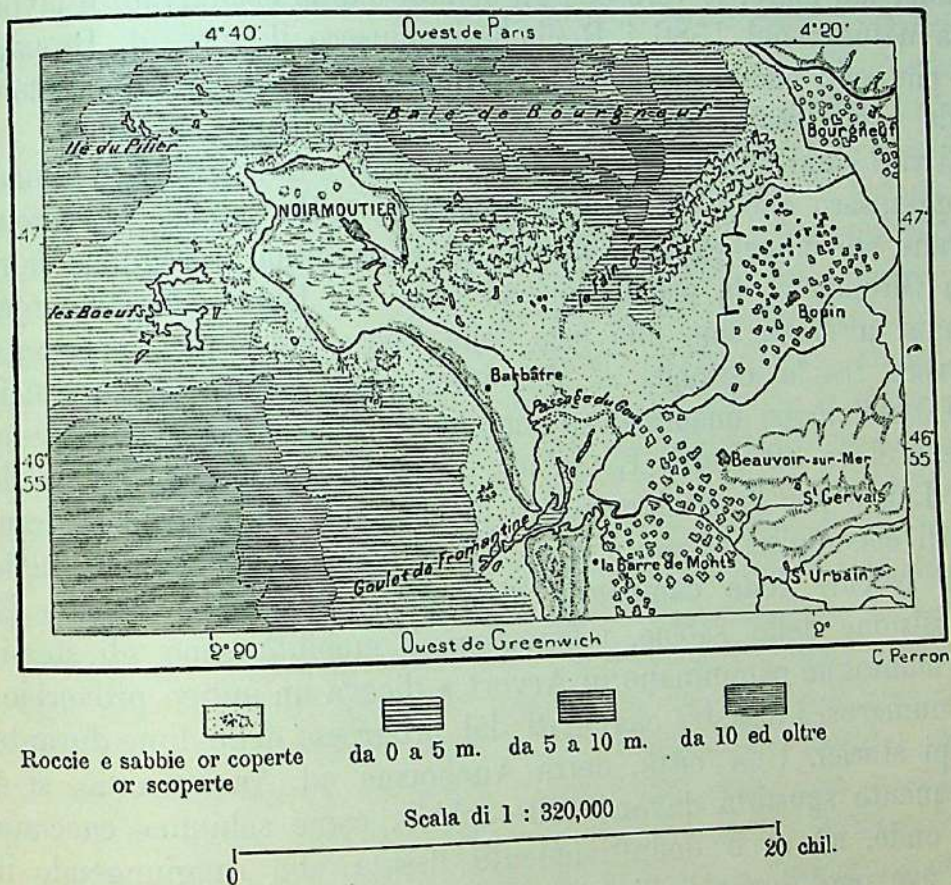 Ouest de Paris
4°40'
4°20'
Ile du Pilier
Baie de Bourgneuf
Bourgneuf
NOIRMOUTIER
47°
47°
les Boeufs
Bouin
Barbâtre
Passage du Goua
46°
55
46°
55
Beauvoir-sur-Mer
St Gervais
Goulet de Fromentine
la Barre de Monts
St Urbain
2°20'
Ouest de Greenwich
2°
C Perron
Roccie e sabbie or coperte
or scoperte
da 0 a 5 m.
da 5 a 10 m.
da 10 ed oltre
Scala di 1 : 320,000
0
20 chil.